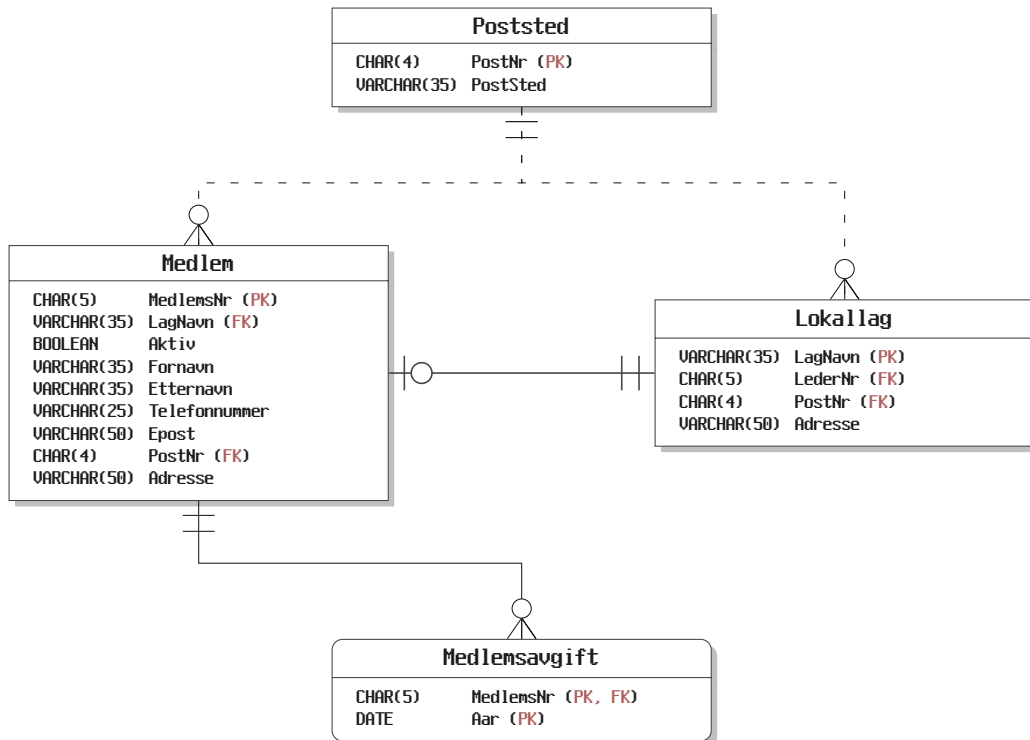 Poststed
CHAR(4) PostNr (PK)
VARCHAR(35) PostSted
Medlem
CHAR(5) MedlemsNr (PK)
VARCHAR(35) LagNavn (FK)
BOOLEAN Aktiv
VARCHAR(35) Fornavn
VARCHAR(35) Etternavn
VARCHAR(25) Telefonnummer
VARCHAR(50) Epost
CHAR(4) PostNr (FK)
VARCHAR(50) Adresse
Lokallag
VARCHAR(35) LagNavn (PK)
CHAR(5) LederNr (FK)
CHAR(4) PostNr (FK)
VARCHAR(50) Adresse
Medlemsavgift
CHAR(5) MedlemsNr (PK, FK)
DATE Aar (PK)